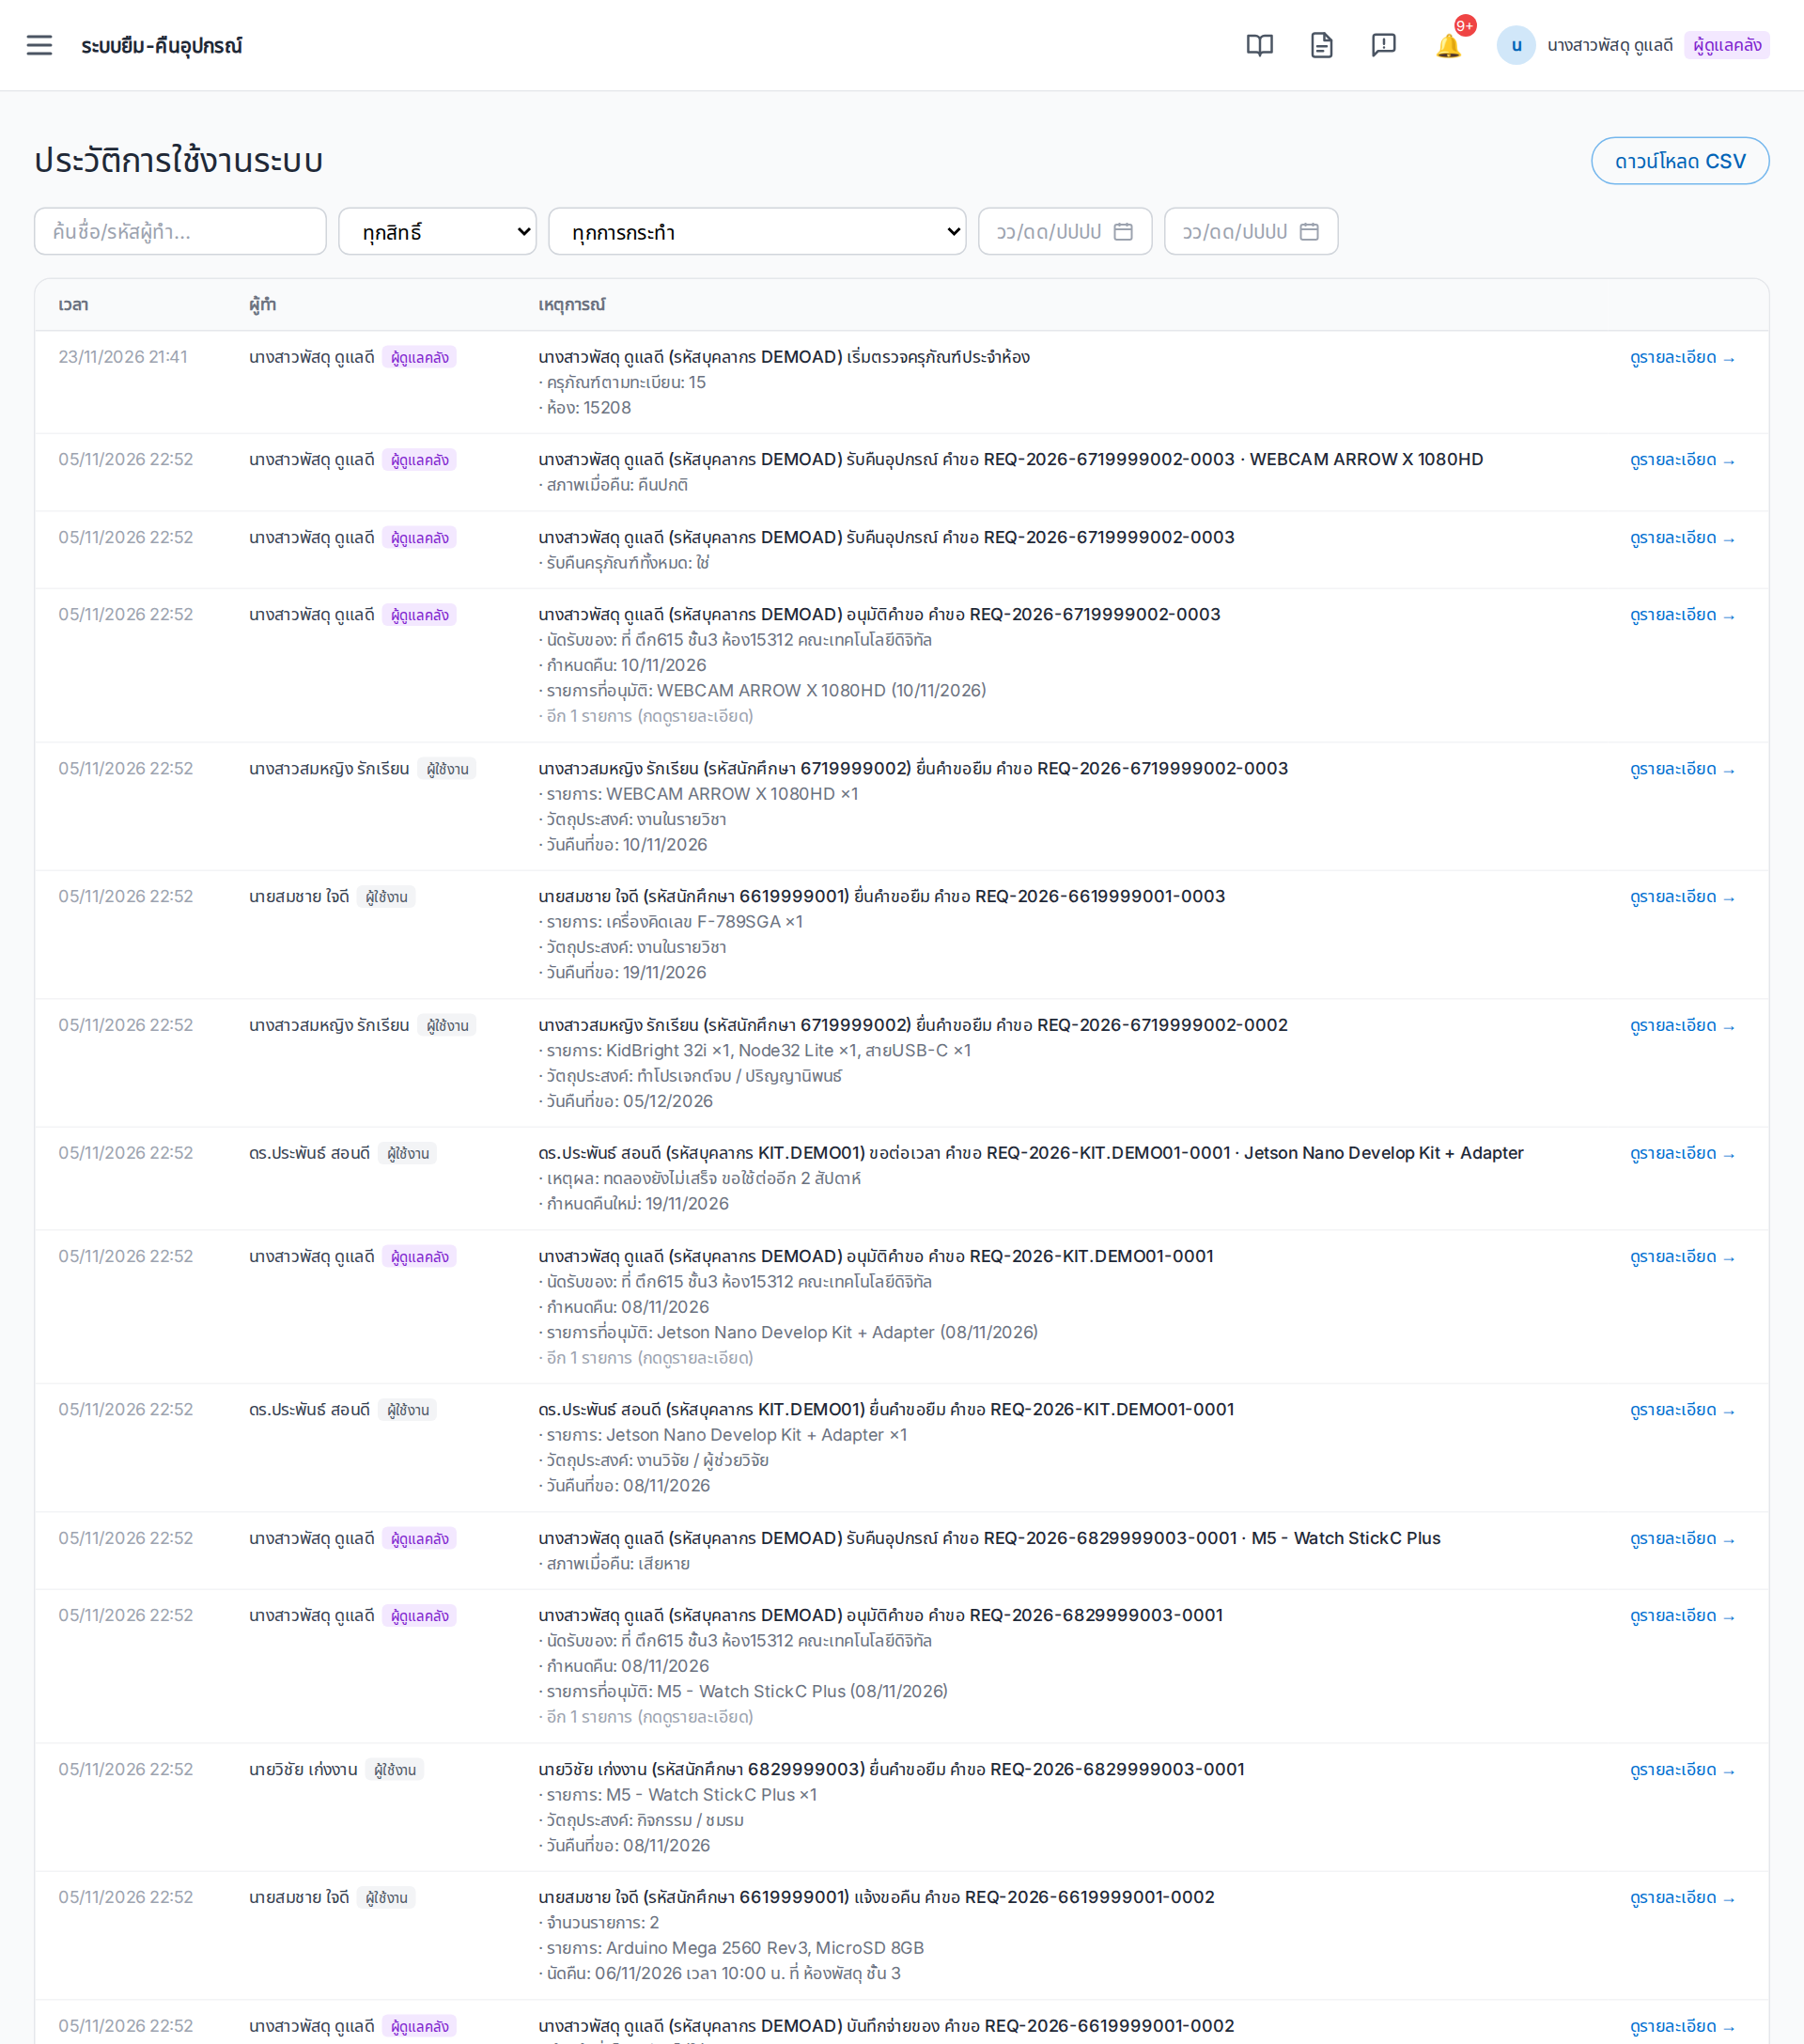 ระบบยืม-คืนอุปกรณ์
9+
น นางสาวพัสดุ ดูแลดี ผู้ดูแลคลัง
ประวัติการใช้งานระบบ
ดาวน์โหลด CSV
ค้นชื่อ/รหัสผู้ทำ... ทุกสิทธิ์ ทุกการกระทำ วว/ดด/ปปปป วว/ดด/ปปปป
เวลา ผู้ทำ เหตุการณ์
23/11/2026 21:41 นางสาวพัสดุ ดูแลดี ผู้ดูแลคลัง นางสาวพัสดุ ดูแลดี (รหัสบุคลากร DEMOAD) เริ่มตรวจครุภัณฑ์ประจำห้อง ดูรายละเอียด →
· ครุภัณฑ์ตามทะเบียน: 15
· ห้อง: 15208
05/11/2026 22:52 นางสาวพัสดุ ดูแลดี ผู้ดูแลคลัง นางสาวพัสดุ ดูแลดี (รหัสบุคลากร DEMOAD) รับคืนอุปกรณ์ คำขอ REQ-2026-6719999002-0003 · WEBCAM ARROW X 1080HD ดูรายละเอียด →
· สภาพเมื่อคืน: คืนปกติ
05/11/2026 22:52 นางสาวพัสดุ ดูแลดี ผู้ดูแลคลัง นางสาวพัสดุ ดูแลดี (รหัสบุคลากร DEMOAD) รับคืนอุปกรณ์ คำขอ REQ-2026-6719999002-0003 ดูรายละเอียด →
· รับคืนครุภัณฑ์ทั้งหมด: ใช่
05/11/2026 22:52 นางสาวพัสดุ ดูแลดี ผู้ดูแลคลัง นางสาวพัสดุ ดูแลดี (รหัสบุคลากร DEMOAD) อนุมัติคำขอ คำขอ REQ-2026-6719999002-0003 ดูรายละเอียด →
· นัดรับของ: ที่ ตึก615 ชั้น3 ห้อง15312 คณะเทคโนโลยีดิจิทัล
· กำหนดคืน: 10/11/2026
· รายการที่อนุมัติ: WEBCAM ARROW X 1080HD (10/11/2026)
· อีก 1 รายการ (กดดูรายละเอียด)
05/11/2026 22:52 นางสาวสมหญิง รักเรียน ผู้ใช้งาน นางสาวสมหญิง รักเรียน (รหัสนักศึกษา 6719999002) ยื่นคำขอยืม คำขอ REQ-2026-6719999002-0003 ดูรายละเอียด →
· รายการ: WEBCAM ARROW X 1080HD ×1
· วัตถุประสงค์: งานในรายวิชา
· วันคืนที่ขอ: 10/11/2026
05/11/2026 22:52 นายสมชาย ใจดี ผู้ใช้งาน นายสมชาย ใจดี (รหัสนักศึกษา 6619999001) ยื่นคำขอยืม คำขอ REQ-2026-6619999001-0003 ดูรายละเอียด →
· รายการ: เครื่องคิดเลข F-789SGA ×1
· วัตถุประสงค์: งานในรายวิชา
· วันคืนที่ขอ: 19/11/2026
05/11/2026 22:52 นางสาวสมหญิง รักเรียน ผู้ใช้งาน นางสาวสมหญิง รักเรียน (รหัสนักศึกษา 6719999002) ยื่นคำขอยืม คำขอ REQ-2026-6719999002-0002 ดูรายละเอียด →
· รายการ: KidBright 32i ×1, Node32 Lite ×1, สายUSB-C ×1
· วัตถุประสงค์: ทำโปรเจกต์จบ / ปริญญานิพนธ์
· วันคืนที่ขอ: 05/12/2026
05/11/2026 22:52 ดร.ประพันธ์ สอนดี ผู้ใช้งาน ดร.ประพันธ์ สอนดี (รหัสบุคลากร KIT.DEMO01) ขอต่อเวลา คำขอ REQ-2026-KIT.DEMO01-0001 · Jetson Nano Develop Kit + Adapter ดูรายละเอียด →
· เหตุผล: ทดลองยังไม่เสร็จ ขอใช้ต่ออีก 2 สัปดาห์
· กำหนดคืนใหม่: 19/11/2026
05/11/2026 22:52 นางสาวพัสดุ ดูแลดี ผู้ดูแลคลัง นางสาวพัสดุ ดูแลดี (รหัสบุคลากร DEMOAD) อนุมัติคำขอ คำขอ REQ-2026-KIT.DEMO01-0001 ดูรายละเอียด →
· นัดรับของ: ที่ ตึก615 ชั้น3 ห้อง15312 คณะเทคโนโลยีดิจิทัล
· กำหนดคืน: 08/11/2026
· รายการที่อนุมัติ: Jetson Nano Develop Kit + Adapter (08/11/2026)
· อีก 1 รายการ (กดดูรายละเอียด)
05/11/2026 22:52 ดร.ประพันธ์ สอนดี ผู้ใช้งาน ดร.ประพันธ์ สอนดี (รหัสบุคลากร KIT.DEMO01) ยื่นคำขอยืม คำขอ REQ-2026-KIT.DEMO01-0001 ดูรายละเอียด →
· รายการ: Jetson Nano Develop Kit + Adapter ×1
· วัตถุประสงค์: งานวิจัย / ผู้ช่วยวิจัย
· วันคืนที่ขอ: 08/11/2026
05/11/2026 22:52 นางสาวพัสดุ ดูแลดี ผู้ดูแลคลัง นางสาวพัสดุ ดูแลดี (รหัสบุคลากร DEMOAD) รับคืนอุปกรณ์ คำขอ REQ-2026-6829999003-0001 · M5 - Watch StickC Plus ดูรายละเอียด →
· สภาพเมื่อคืน: เสียหาย
05/11/2026 22:52 นางสาวพัสดุ ดูแลดี ผู้ดูแลคลัง นางสาวพัสดุ ดูแลดี (รหัสบุคลากร DEMOAD) อนุมัติคำขอ คำขอ REQ-2026-6829999003-0001 ดูรายละเอียด →
· นัดรับของ: ที่ ตึก615 ชั้น3 ห้อง15312 คณะเทคโนโลยีดิจิทัล
· กำหนดคืน: 08/11/2026
· รายการที่อนุมัติ: M5 - Watch StickC Plus (08/11/2026)
· อีก 1 รายการ (กดดูรายละเอียด)
05/11/2026 22:52 นายวิชัย เก่งงาน ผู้ใช้งาน นายวิชัย เก่งงาน (รหัสนักศึกษา 6829999003) ยื่นคำขอยืม คำขอ REQ-2026-6829999003-0001 ดูรายละเอียด →
· รายการ: M5 - Watch StickC Plus ×1
· วัตถุประสงค์: กิจกรรม / ชมรม
· วันคืนที่ขอ: 08/11/2026
05/11/2026 22:52 นายสมชาย ใจดี ผู้ใช้งาน นายสมชาย ใจดี (รหัสนักศึกษา 6619999001) แจ้งขอคืน คำขอ REQ-2026-6619999001-0002 ดูรายละเอียด →
· จำนวนรายการ: 2
· รายการ: Arduino Mega 2560 Rev3, MicroSD 8GB
· นัดคืน: 06/11/2026 เวลา 10:00 น. ที่ ห้องพัสดุ ชั้น 3
05/11/2026 22:52 นางสาวพัสดุ ดูแลดี ผู้ดูแลคลัง นางสาวพัสดุ ดูแลดี (รหัสบุคลากร DEMOAD) บันทึกจ่ายของ คำขอ REQ-2026-6619999001-0002 ดูรายละเอียด →